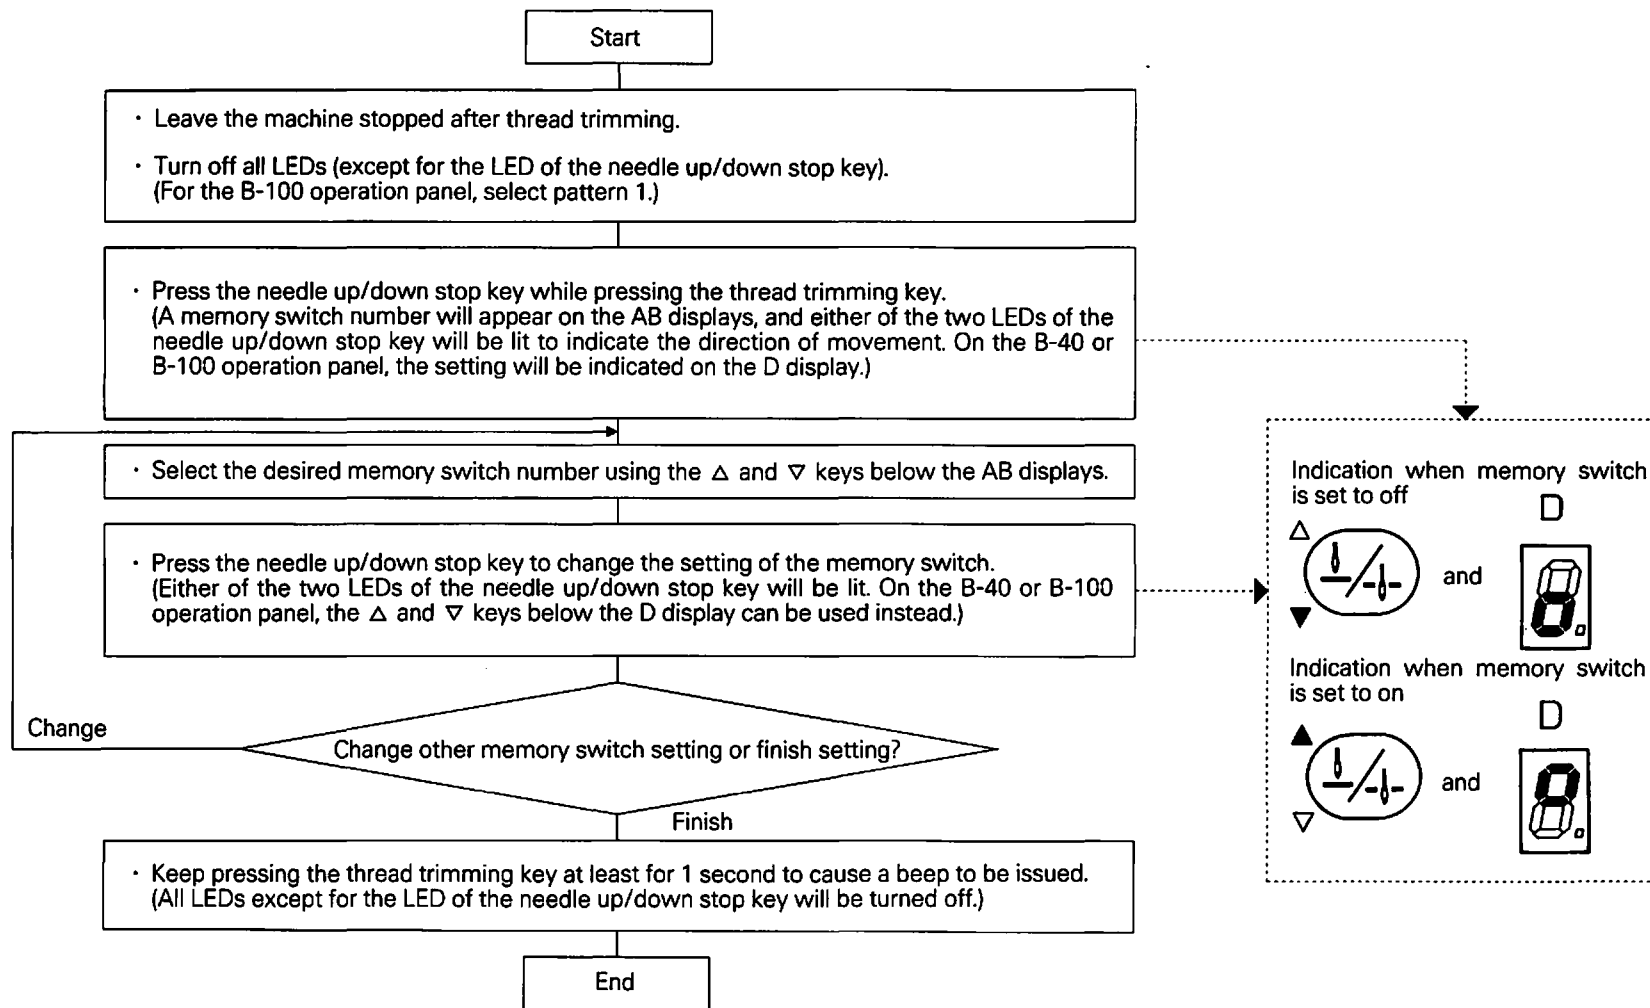 Start
· Leave the machine stopped after thread trimming.
· Turn off all LEDs (except for the LED of the needle up/down stop key).
(For the B-100 operation panel, select pattern 1.)
· Press the needle up/down stop key while pressing the thread trimming key.
(A memory switch number will appear on the AB displays, and either of the two LEDs of the
needle up/down stop key will be lit to indicate the direction of movement. On the B-40 or
B-100 operation panel, the setting will be indicated on the D display.)
· Select the desired memory switch number using the △ and ▽ keys below the AB displays.
· Press the needle up/down stop key to change the setting of the memory switch.
(Either of the two LEDs of the needle up/down stop key will be lit. On the B-40 or B-100
operation panel, the △ and ▽ keys below the D display can be used instead.)
Change
Change other memory switch setting or finish setting?
Finish
· Keep pressing the thread trimming key at least for 1 second to cause a beep to be issued.
(All LEDs except for the LED of the needle up/down stop key will be turned off.)
End
Indication when memory switch
is set to off
D
and
Indication when memory switch
is set to on
D
and